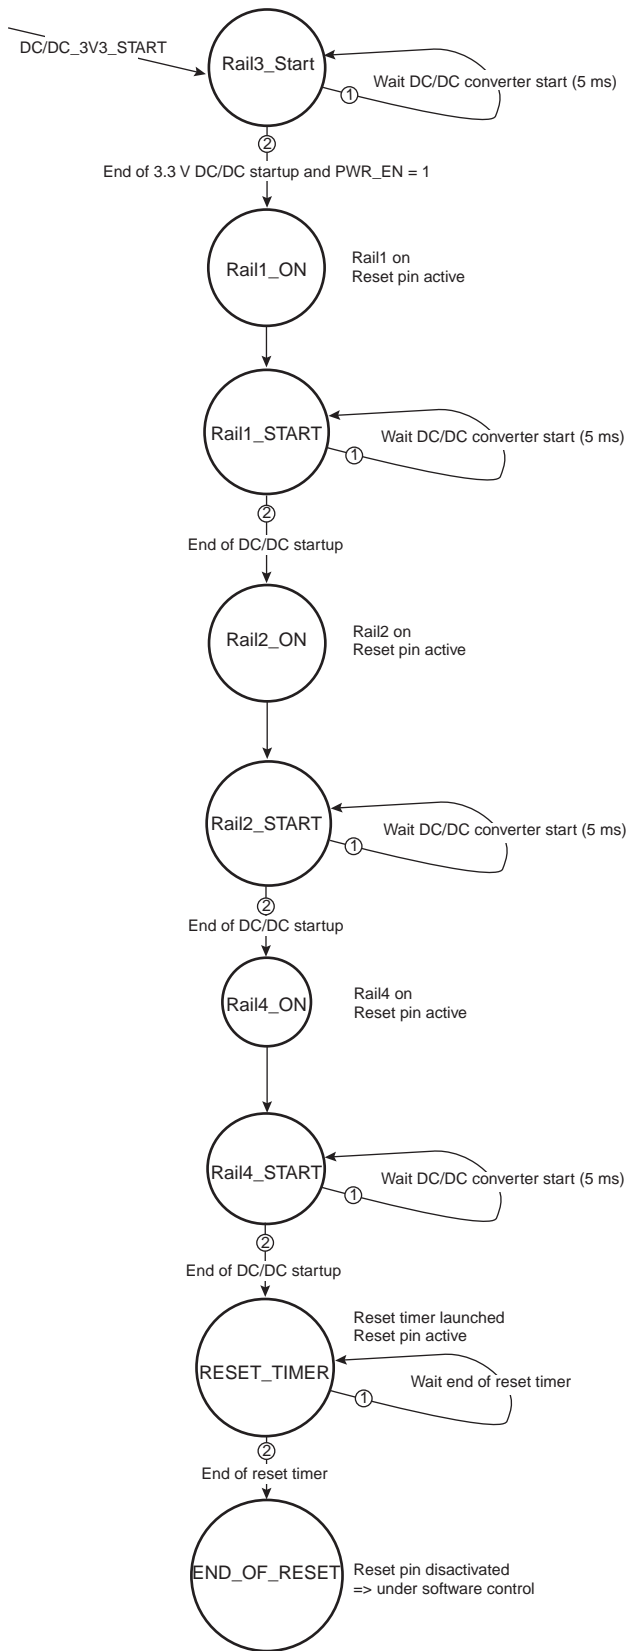 DC/DC_3V3_START
Rail3_Start
Wait DC/DC converter start (5 ms)
1
2
End of 3.3 V DC/DC startup and PWR_EN = 1
Rail1_ON
Rail1 on
Reset pin active
Rail1_START
Wait DC/DC converter start (5 ms)
1
2
End of DC/DC startup
Rail2_ON
Rail2 on
Reset pin active
Rail2_START
Wait DC/DC converter start (5 ms)
1
2
End of DC/DC startup
Rail4_ON
Rail4 on
Reset pin active
Rail4_START
Wait DC/DC converter start (5 ms)
1
2
End of DC/DC startup
Reset timer launched
Reset pin active
RESET_TIMER
Wait end of reset timer
1
2
End of reset timer
END_OF_RESET
Reset pin disactivated
=> under software control